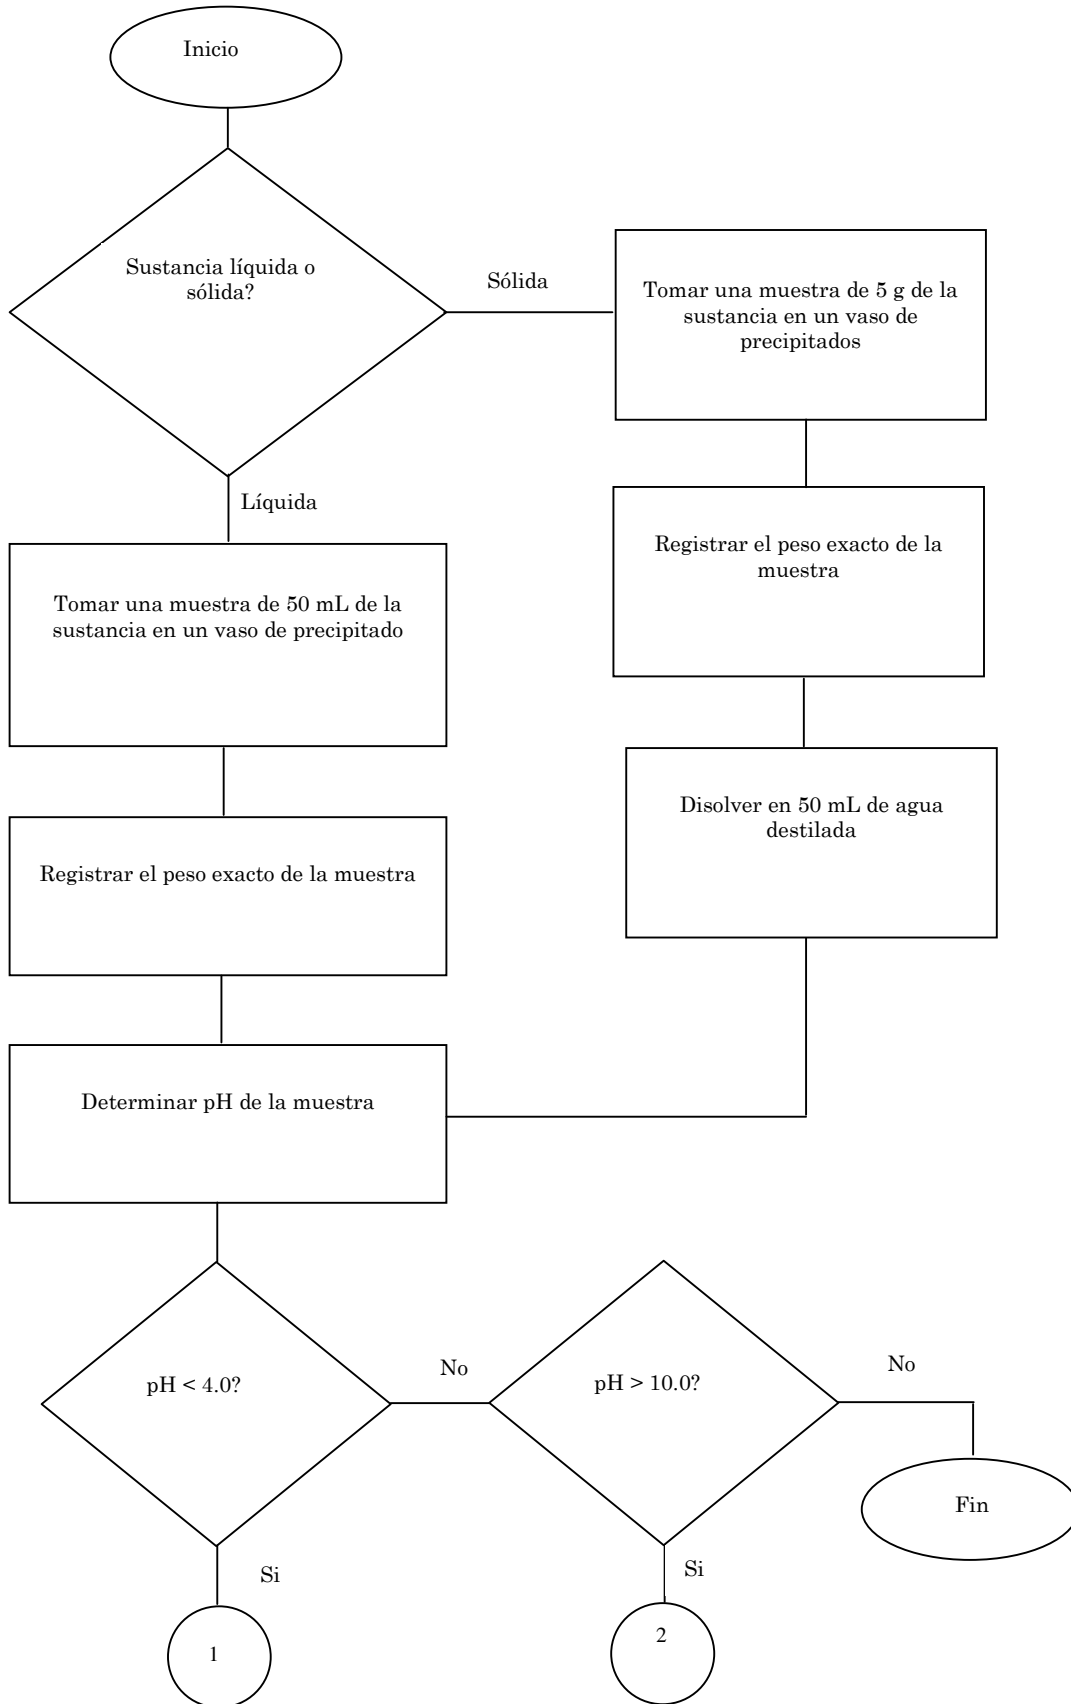 Inicio
Sustancia líquida o
sólida?
Sólida
Tomar una muestra de 5 g de la
sustancia en un vaso de
precipitados
Registrar el peso exacto de la
muestra
Disolver en 50 mL de agua
destilada
Líquida
Tomar una muestra de 50 mL de la
sustancia en un vaso de precipitado
Registrar el peso exacto de la muestra
Determinar pH de la muestra
pH < 4.0?
No
pH > 10.0?
No
Fin
Si
1
Si
2